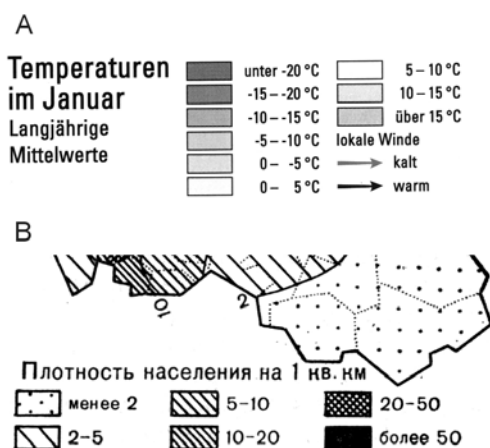 A
Temperaturen
im Januar
Langjährige
Mittelwerte
unter -20 °C
-15 – -20 °C
-10 – -15 °C
-5 – -10 °C
0 – -5 °C
0 – 5 °C
5 – 10 °C
10 – 15 °C
über 15 °C
lokale Winde
kalt
warm
B
10
2
Плотность населения на 1 кв. км
менее 2
2-5
5-10
10-20
20-50
более 50